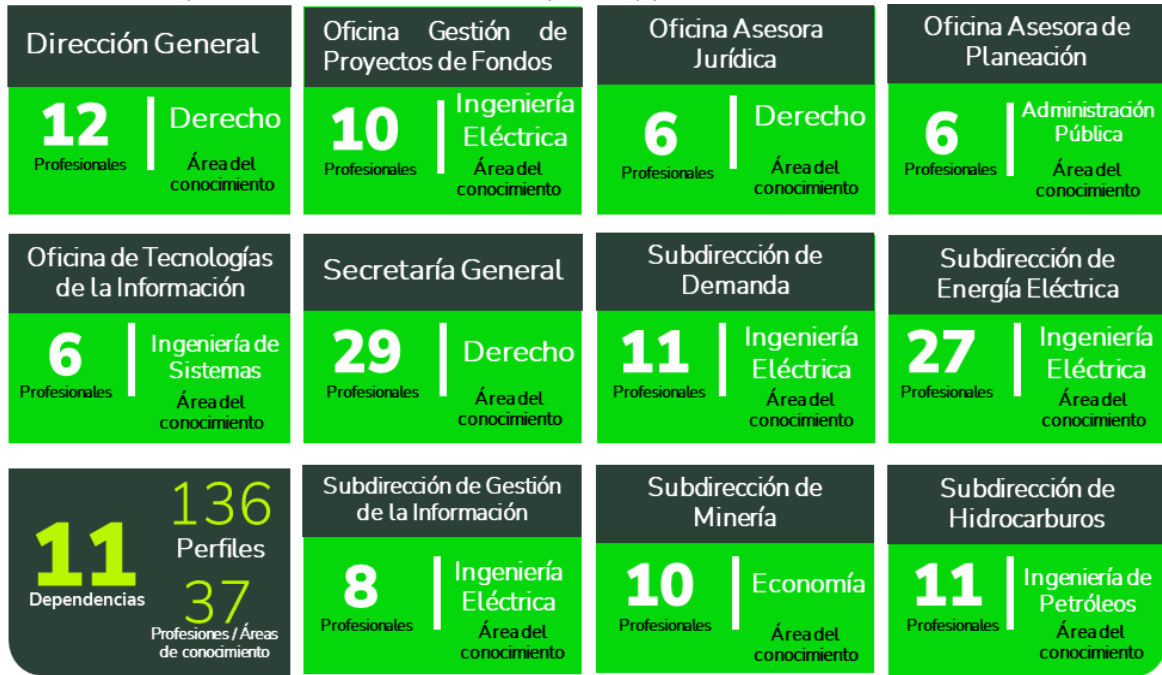 Dirección General
12
Profesionales
Derecho
Área del
conocimiento
Oficina Gestión de
Proyectos de Fondos
10
Profesionales
Ingeniería
Eléctrica
Área del
conocimiento
Oficina Asesora
Jurídica
6
Profesionales
Derecho
Área del
conocimiento
Oficina Asesora de
Planeación
6
Profesionales
Administración
Pública
Área del
conocimiento
Oficina de Tecnologías
de la Información
6
Profesionales
Ingeniería de
Sistemas
Área del
conocimiento
Secretaría General
29
Profesionales
Derecho
Área del
conocimiento
Subdirección de
Demanda
11
Profesionales
Ingeniería
Eléctrica
Área del
conocimiento
Subdirección de
Energía Eléctrica
27
Profesionales
Ingeniería
Eléctrica
Área del
conocimiento
11
Dependencias
136
Perfiles
37
Profesiones / Áreas
de conocimiento
Subdirección de Gestión
de la Información
8
Profesionales
Ingeniería
Eléctrica
Área del
conocimiento
Subdirección de
Minería
10
Profesionales
Economía
Área del
conocimiento
Subdirección de
Hidrocarburos
11
Profesionales
Ingeniería de
Petróleos
Área del
conocimiento